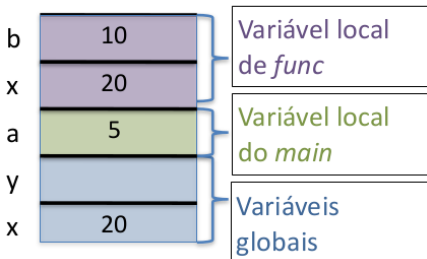 b 10
x 20
a 5
y
x 20
Variável local
de func
Variável local
do main
Variáveis
globais